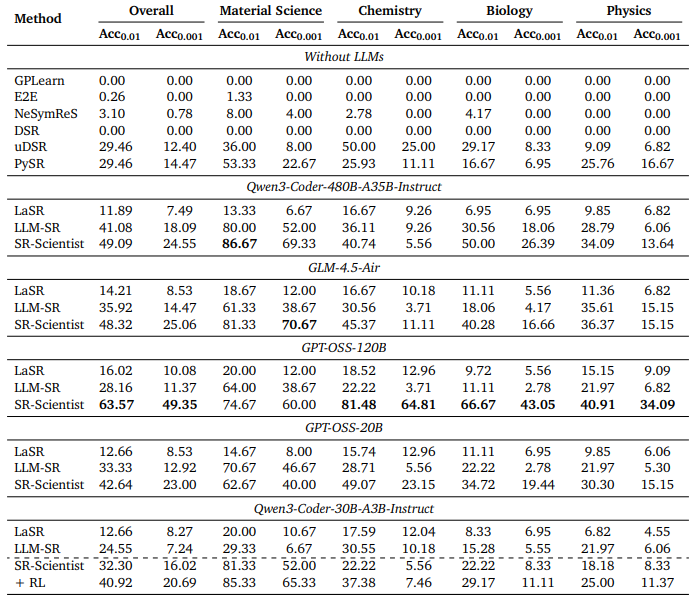 Method Overall Material Science Chemistry Biology Physics
Acc0.01 Acc0.001 Acc0.01 Acc0.001 Acc0.01 Acc0.001 Acc0.01 Acc0.001 Acc0.01 Acc0.001
Without LLMs
GPLearn 0.00 0.00 0.00 0.00 0.00 0.00 0.00 0.00 0.00 0.00
E2E 0.26 0.00 1.33 0.00 0.00 0.00 0.00 0.00 0.00 0.00
NeSymReS 3.10 0.78 8.00 4.00 2.78 0.00 4.17 0.00 0.00 0.00
DSR 0.00 0.00 0.00 0.00 0.00 0.00 0.00 0.00 0.00 0.00
uDSR 29.46 12.40 36.00 8.00 50.00 25.00 29.17 8.33 9.09 6.82
PySR 29.46 14.47 53.33 22.67 25.93 11.11 16.67 6.95 25.76 16.67
Qwen3-Coder-480B-A35B-Instruct
LaSR 11.89 7.49 13.33 6.67 16.67 9.26 6.95 6.95 9.85 6.82
LLM-SR 41.08 18.09 80.00 52.00 36.11 9.26 30.56 18.06 28.79 6.06
SR-Scientist 49.09 24.55 86.67 69.33 40.74 5.56 50.00 26.39 34.09 13.64
GLM-4.5-Air
LaSR 14.21 8.53 18.67 12.00 16.67 10.18 11.11 5.56 11.36 6.82
LLM-SR 35.92 14.47 61.33 38.67 30.56 3.71 18.06 4.17 35.61 15.15
SR-Scientist 48.32 25.06 81.33 70.67 45.37 11.11 40.28 16.66 36.37 15.15
GPT-OSS-120B
LaSR 16.02 10.08 20.00 12.00 18.52 12.96 9.72 5.56 15.15 9.09
LLM-SR 28.16 11.37 64.00 38.67 22.22 3.71 11.11 2.78 21.97 6.82
SR-Scientist 63.57 49.35 74.67 60.00 81.48 64.81 66.67 43.05 40.91 34.09
GPT-OSS-20B
LaSR 12.66 8.53 14.67 8.00 15.74 12.96 11.11 6.95 9.85 6.06
LLM-SR 33.33 12.92 70.67 46.67 28.71 5.56 22.22 2.78 21.97 5.30
SR-Scientist 42.64 23.00 62.67 40.00 49.07 23.15 34.72 19.44 30.30 15.15
Qwen3-Coder-30B-A3B-Instruct
LaSR 12.66 8.27 20.00 10.67 17.59 12.04 8.33 6.95 6.82 4.55
LLM-SR 24.55 7.24 29.33 6.67 30.55 10.18 15.28 5.55 21.97 6.06
SR-Scientist 32.30 16.02 81.33 52.00 22.22 5.56 22.22 8.33 18.18 8.33
+ RL 40.92 20.69 85.33 65.33 37.38 7.46 29.17 11.11 25.00 11.37